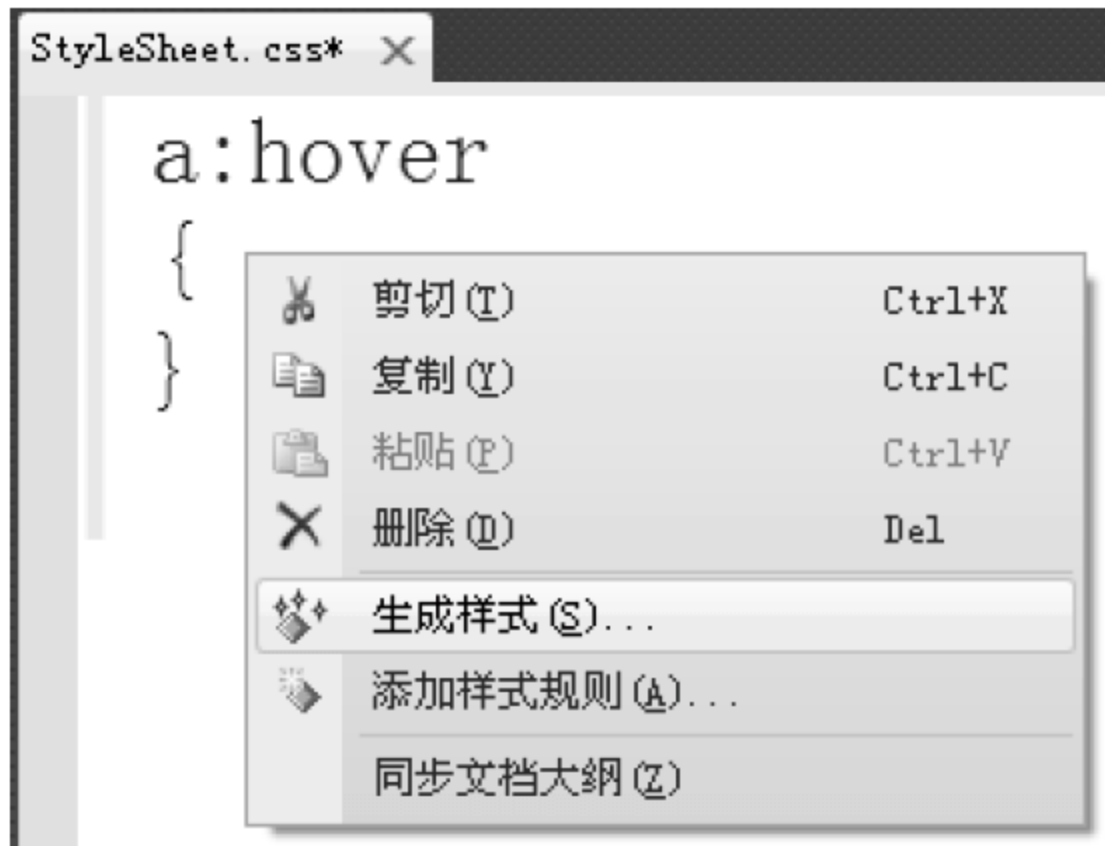 StyleSheet.css*
a:hover
{
}
剪切(T) Ctrl+X
复制(Y) Ctrl+C
粘贴(P) Ctrl+V
删除(D) Del
生成样式(S)...
添加样式规则(A)...
同步文档大纲(Z)